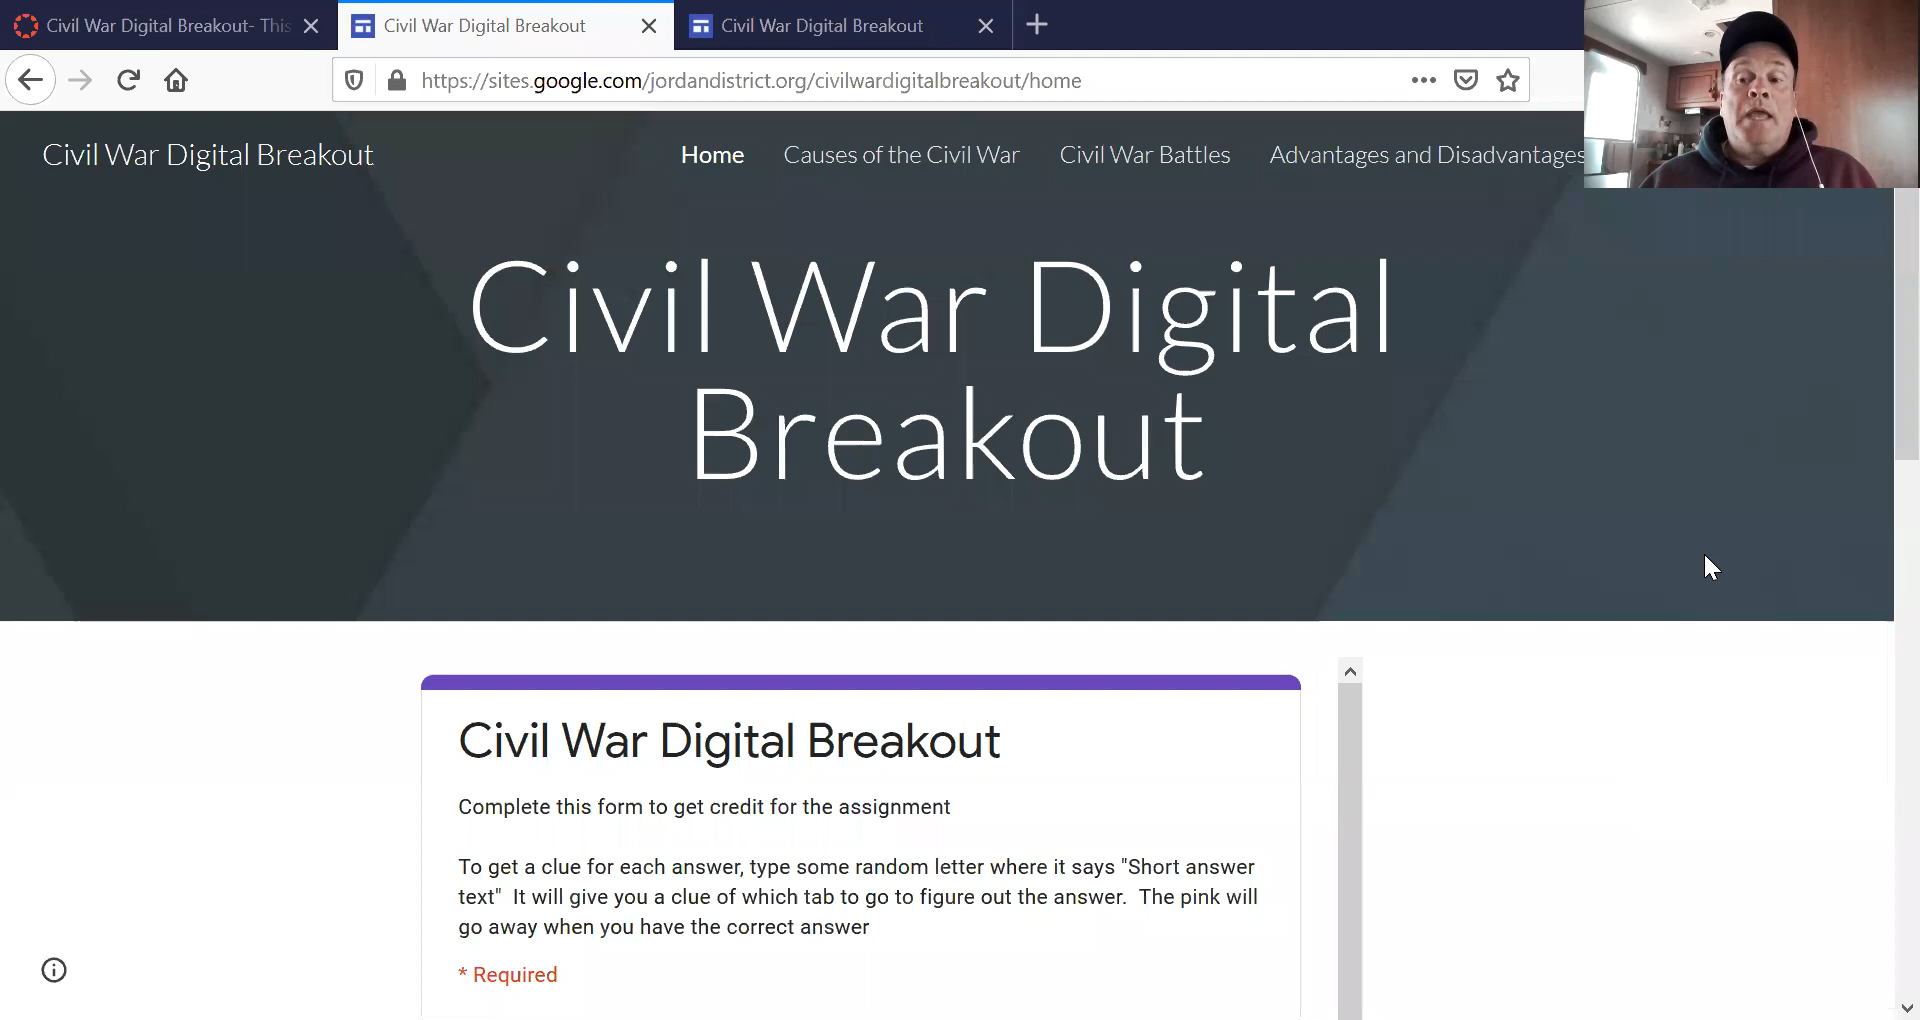 Civil War Digital Breakout- This
Civil War Digital Breakout
Civil War Digital Breakout
https://sites.google.com/jordandistrict.org/civilwardigitalbreakout/home
Civil War Digital Breakout
Home
Causes of the Civil War
Civil War Battles
Advantages and Disadvantages
Civil War Digital
Breakout
Civil War Digital Breakout
Complete this form to get credit for the assignment
To get a clue for each answer, type some random letter where it says "Short answer
text"  It will give you a clue of which tab to go to figure out the answer.  The pink will
go away when you have the correct answer
* Required